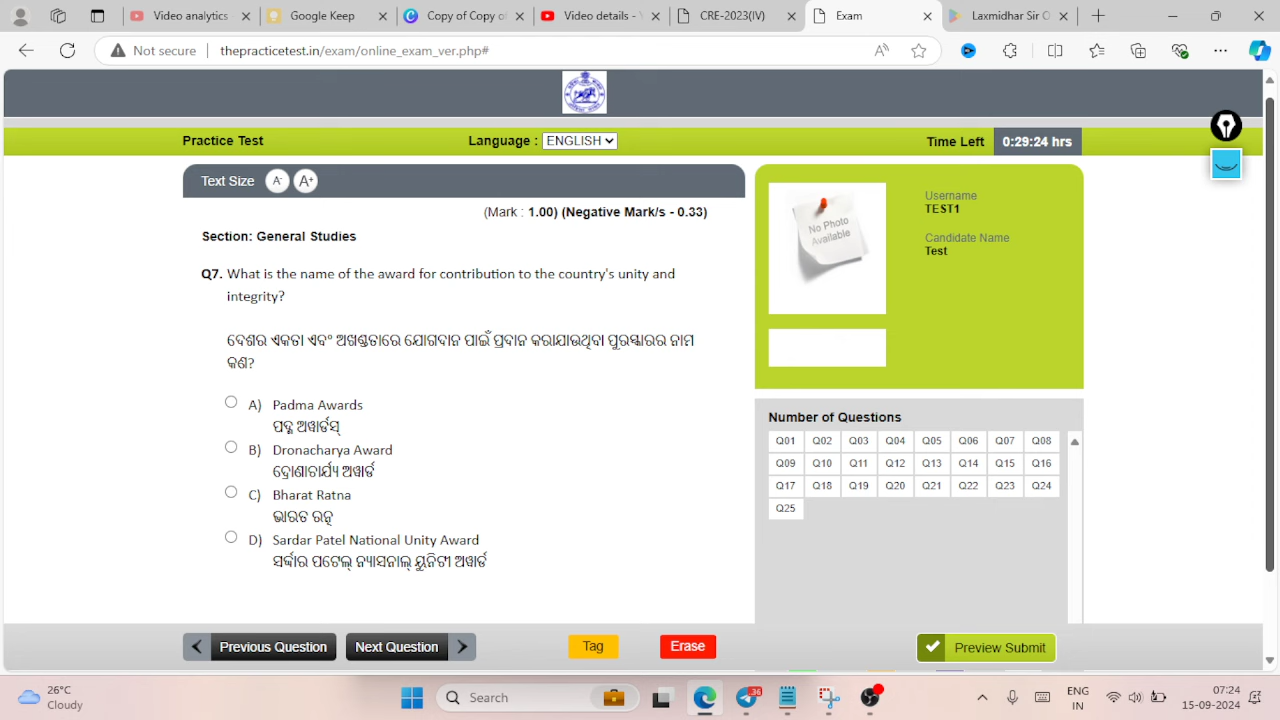 Video analytics -
Google Keep
Copy of Copy of
Video details - Y
CRE-2023(IV)
Exam
Laxmidhar Sir O
Not secure
thepracticetest.in/exam/online_exam_ver.php#
Practice Test
Language :
ENGLISH
Time Left
0:29:24 hrs
Text Size
A-
A+
(Mark : 1.00) (Negative Mark/s - 0.33)
Section: General Studies
Q7. What is the name of the award for contribution to the country's unity and
integrity?
ଦେଶର ଏକତା ଏବଂ ଅଖଣ୍ଡତାରେ ଯୋଗଦାନ ପାଇଁ ପ୍ରଦାନ କରାଯାଉଥିବା ପୁରସ୍କାରର ନାମ
କଣ?
A) Padma Awards
ପଦ୍ମ ଅୱାର୍ଡସ୍
B) Dronacharya Award
ଦ୍ରୋଣାଚାର୍ଯ୍ୟ ଅୱାର୍ଡ
C) Bharat Ratna
ଭାରତ ରତ୍ନ
D) Sardar Patel National Unity Award
ସର୍ଦ୍ଦାର ପଟେଲ୍ ନ୍ୟାସନାଲ୍ ୟୁନିଟୀ ଅୱାର୍ଡ
No Photo
Available
Username
TEST1
Candidate Name
Test
Number of Questions
Q01 Q02 Q03 Q04 Q05 Q06 Q07 Q08
Q09 Q10 Q11 Q12 Q13 Q14 Q15 Q16
Q17 Q18 Q19 Q20 Q21 Q22 Q23 Q24
Q25
Previous Question
Next Question
Tag
Erase
Preview Submit
26°C
Cloudy
Search
36
ENG
IN
07:24
15-09-2024